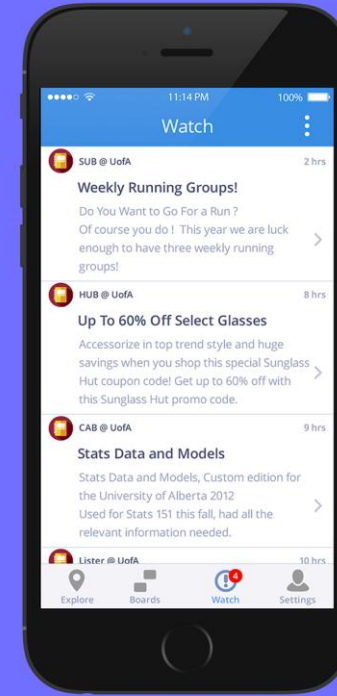 11:14 PM
100%
Watch
SUB @ UofA
2 hrs
Weekly Running Groups!
Do You Want to Go For a Run ?
Of course you do ! This year we are luck
enough to have three weekly running
groups!
HUB @ UofA
8 hrs
Up To 60% Off Select Glasses
Accessorize in top trend style and huge
savings when you shop this special Sunglass
Hut coupon code! Get up to 60% off with
this Sunglass Hut promo code.
CAB @ UofA
9 hrs
Stats Data and Models
Stats Data and Models, Custom edition for
the University of Alberta 2012
Used for Stats 151 this fall, had all the
relevant information needed.
Lister @ UofA
10 hrs
4
Explore
Boards
Watch
Settings